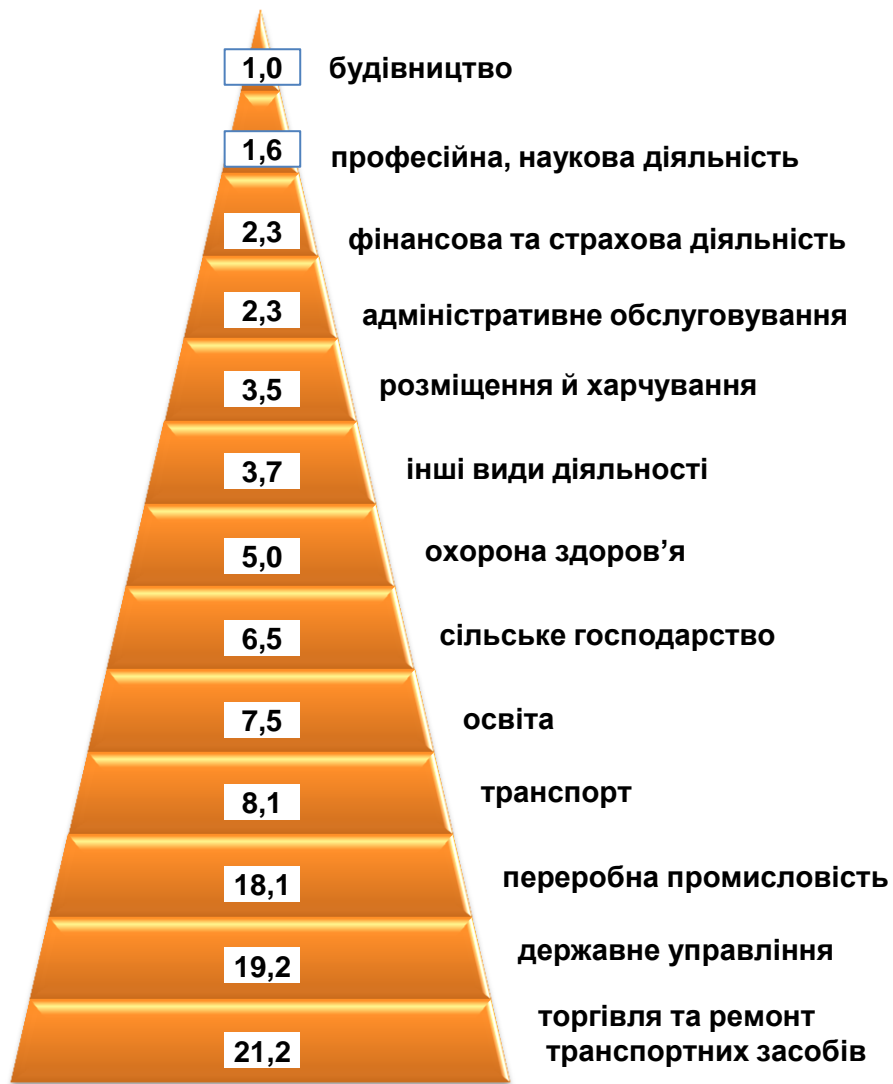 1,0 будівництво
1,6 професійна, наукова діяльність
2,3 фінансова та страхова діяльність
2,3 адміністративне обслуговування
3,5 розміщення й харчування
3,7 інші види діяльності
5,0 охорона здоров’я
6,5 сільське господарство
7,5 освіта
8,1 транспорт
18,1 переробна промисловість
19,2 державне управління
21,2 торгівля та ремонт
транспортних засобів